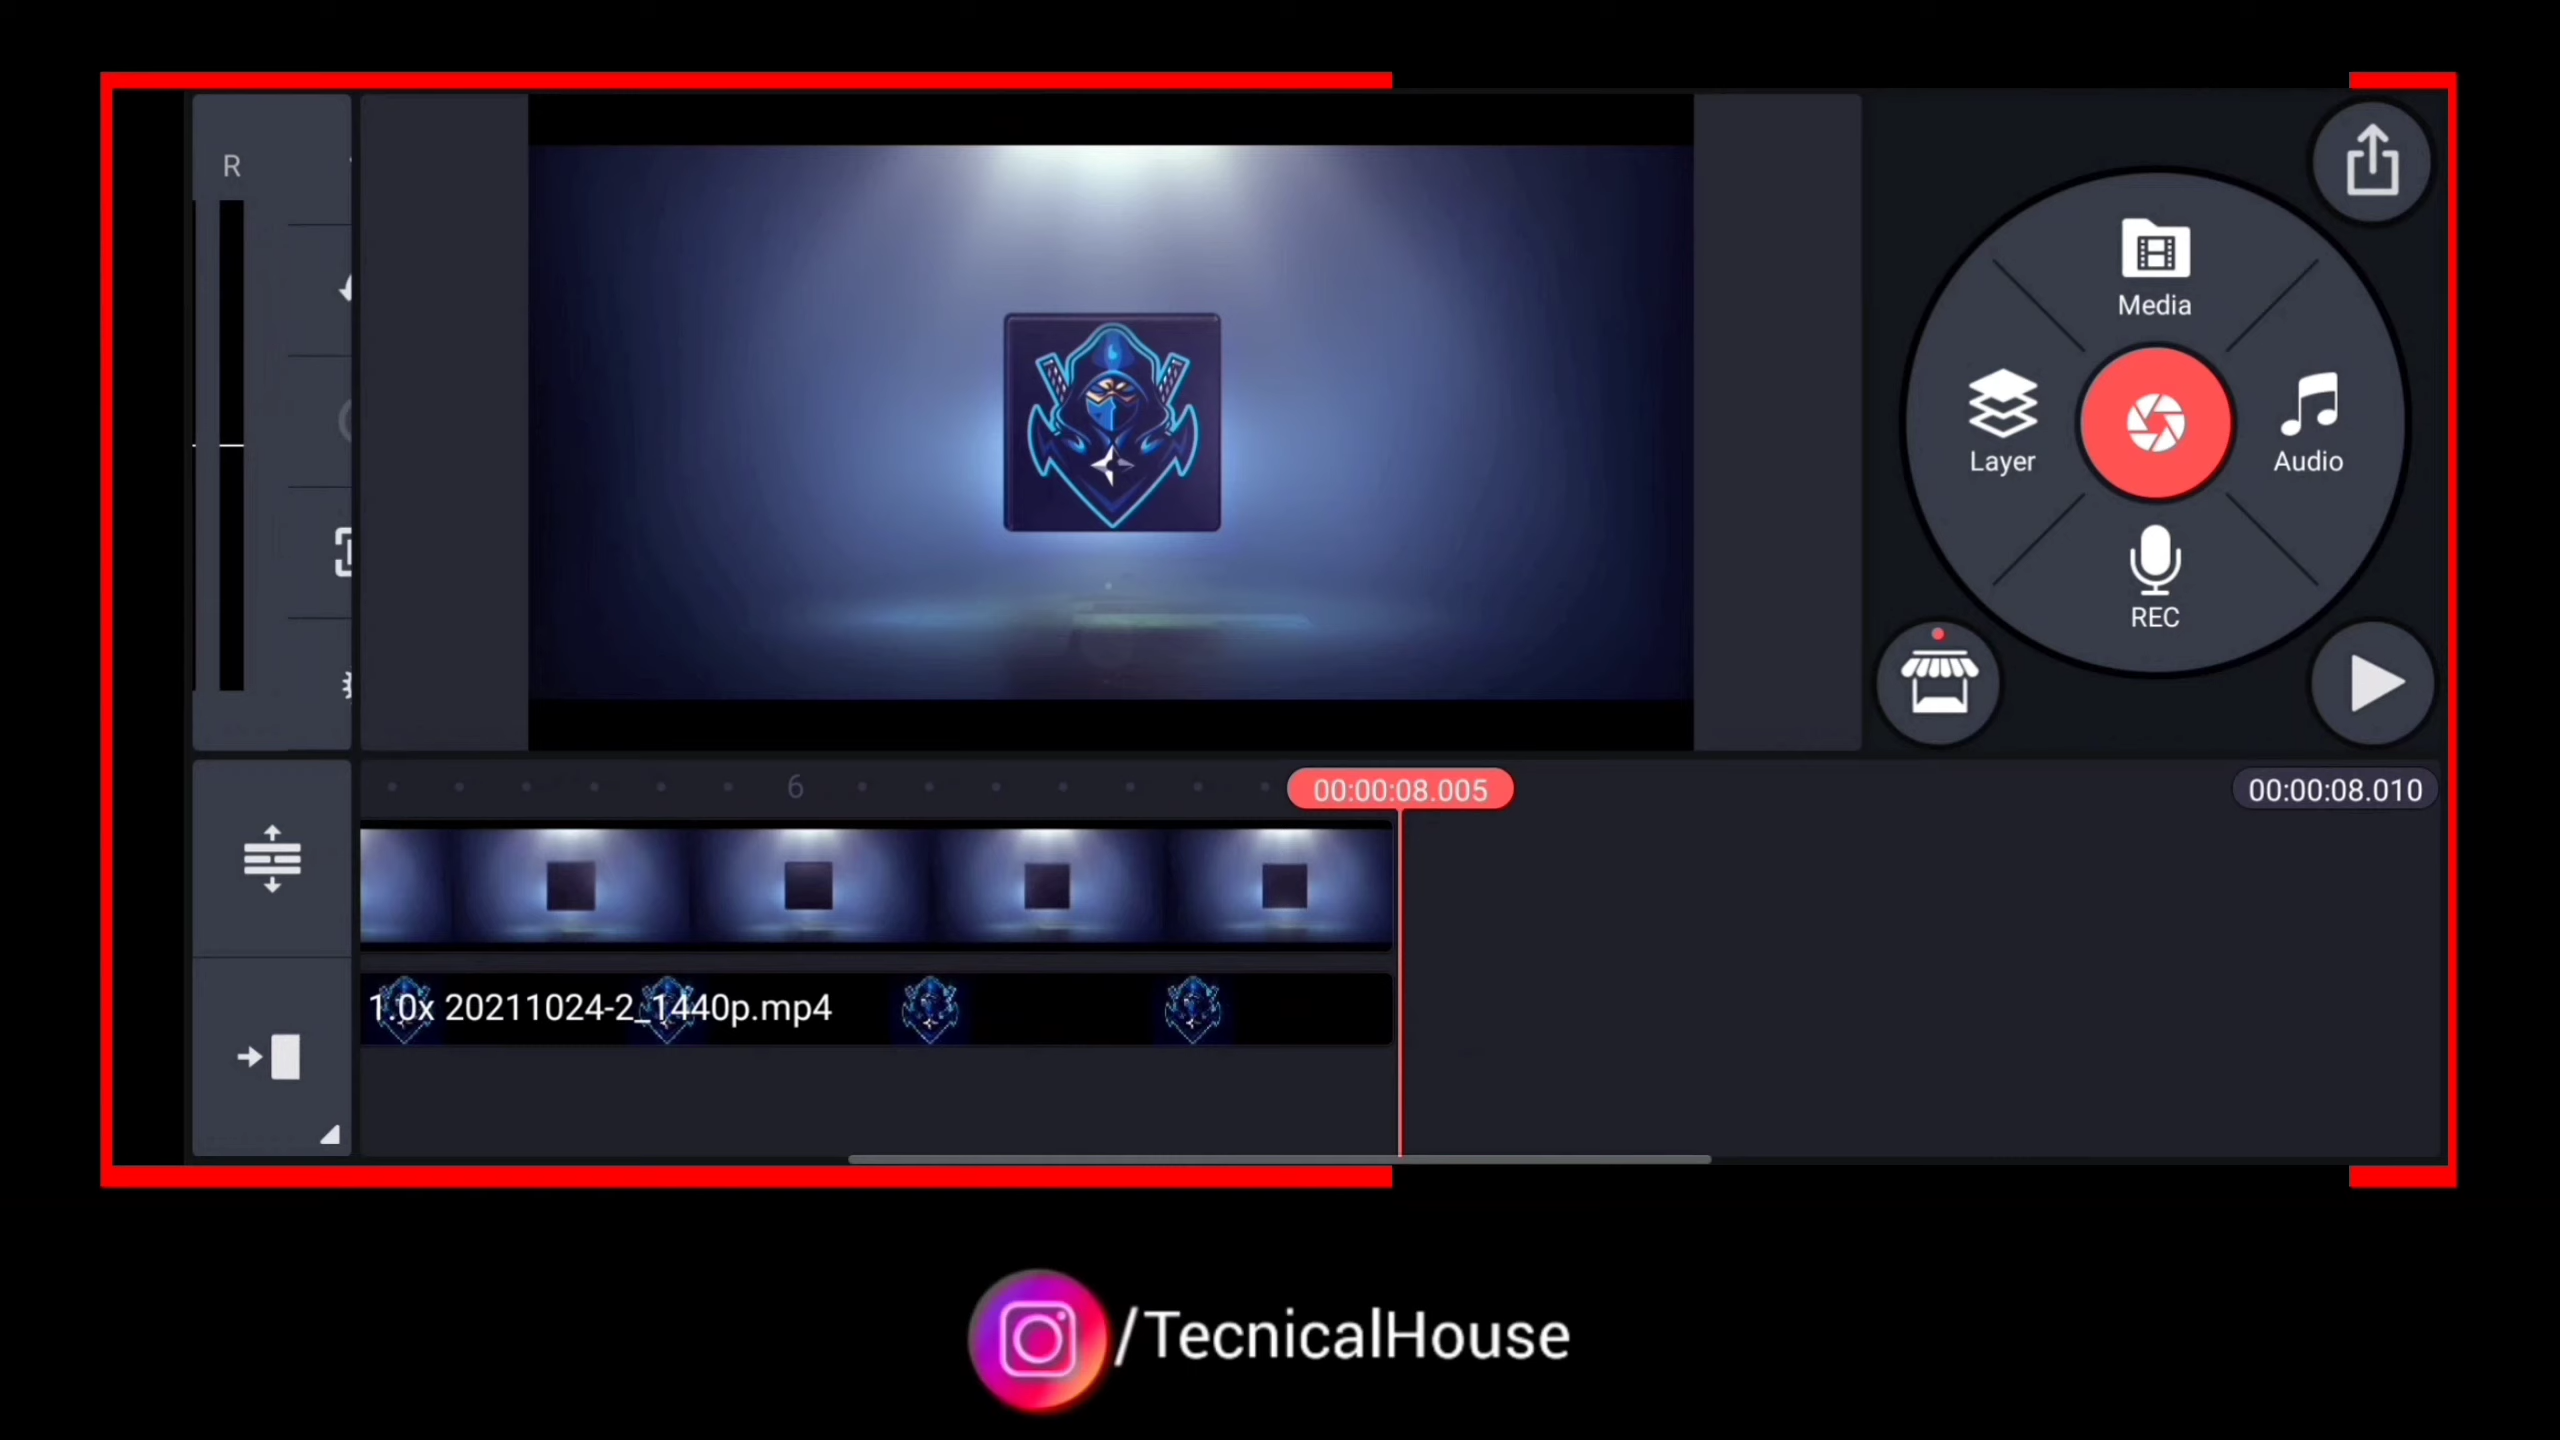 R
Media
Layer
Audio
REC
6
00:00:08.005
00:00:08.010
1.0x 20211024-2_1440p.mp4
/TecnicalHouse